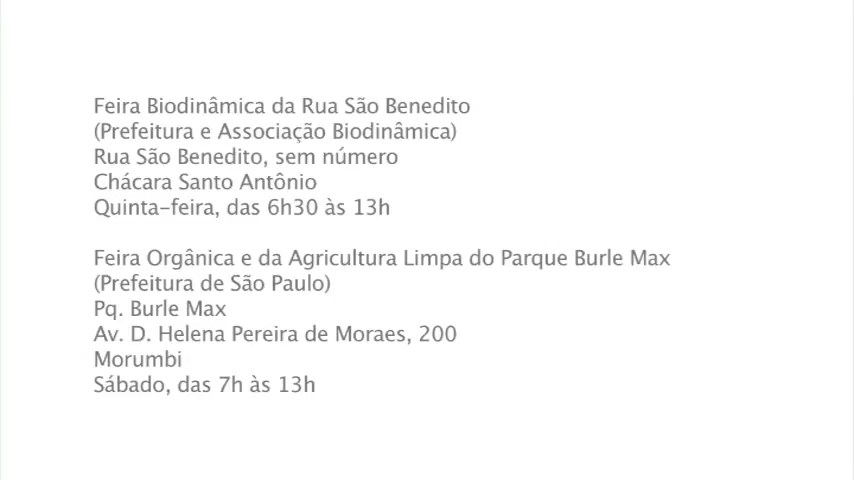 Feira Biodinâmica da Rua São Benedito
(Prefeitura e Associação Biodinâmica)
Rua São Benedito, sem número
Chácara Santo Antônio
Quinta-feira, das 6h30 às 13h
Feira Orgânica e da Agricultura Limpa do Parque Burle Max
(Prefeitura de São Paulo)
Pq. Burle Max
Av. D. Helena Pereira de Moraes, 200
Morumbi
Sábado, das 7h às 13h